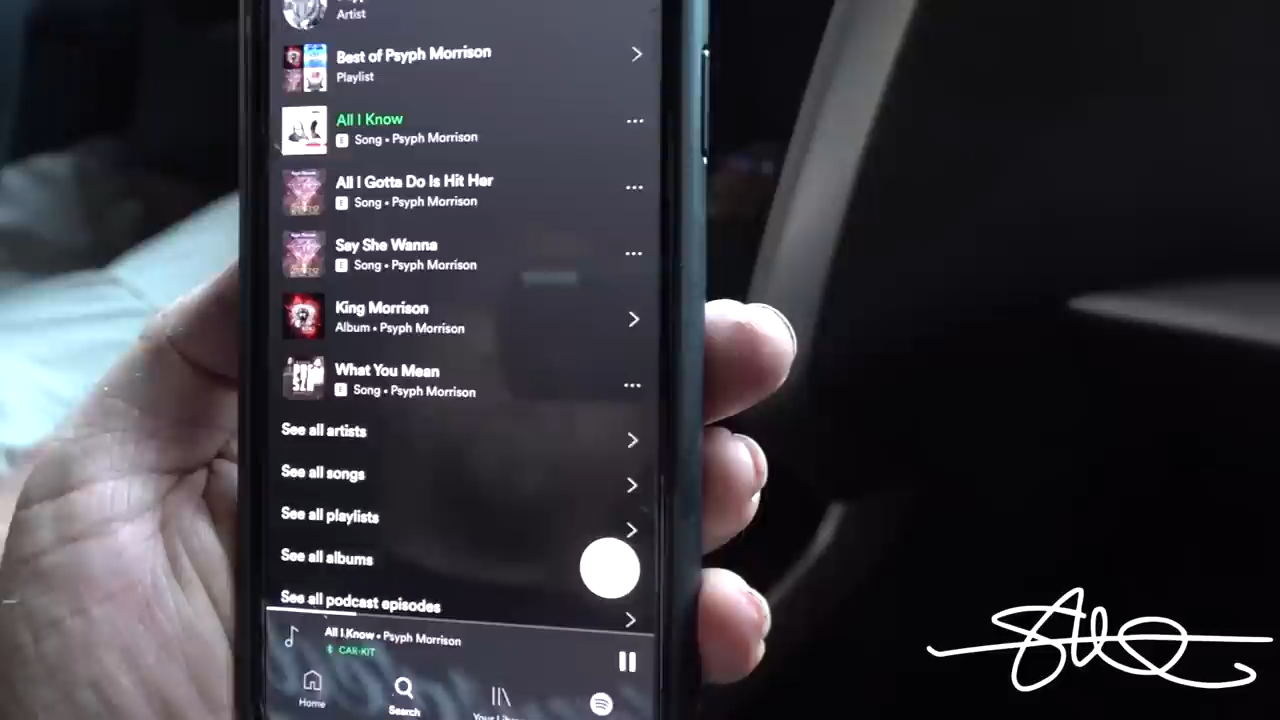 Artist
Best of Psyph Morrison
Playlist
All I Know
E Song • Psyph Morrison
All I Gotta Do Is Hit Her
E Song • Psyph Morrison
Say She Wanna
E Song • Psyph Morrison
King Morrison
Album • Psyph Morrison
What You Mean
E Song • Psyph Morrison
See all artists
See all songs
See all playlists
See all albums
See all podcast episodes
All I Know • Psyph Morrison
CAR-KIT
Home
Search
Your